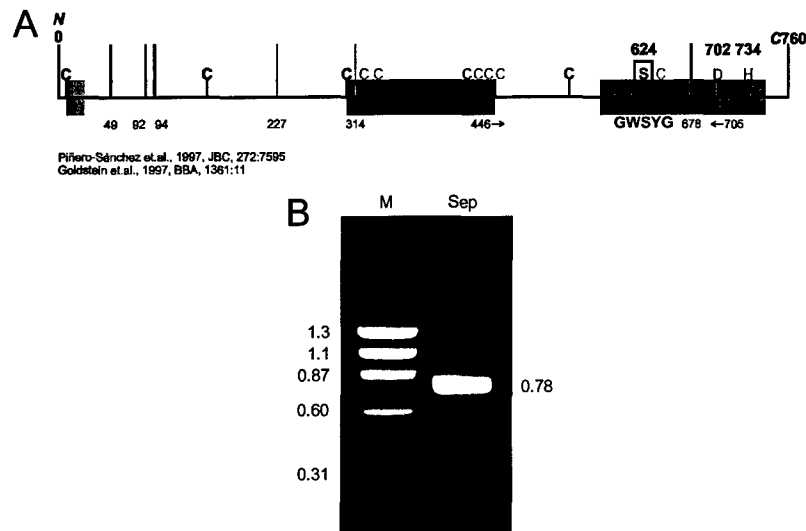 A
N
0
624
702 734
C760
C
C
C
C C
C C C C
C
S C
D
H
49
92
94
227
314
446→
GWSYG
678
←705
Piñero-Sánchez et.al., 1997, JBC, 272:7595
Goldstein et.al., 1997, BBA, 1361:11
B
M
Sep
1.3
1.1
0.87
0.78
0.60
0.31